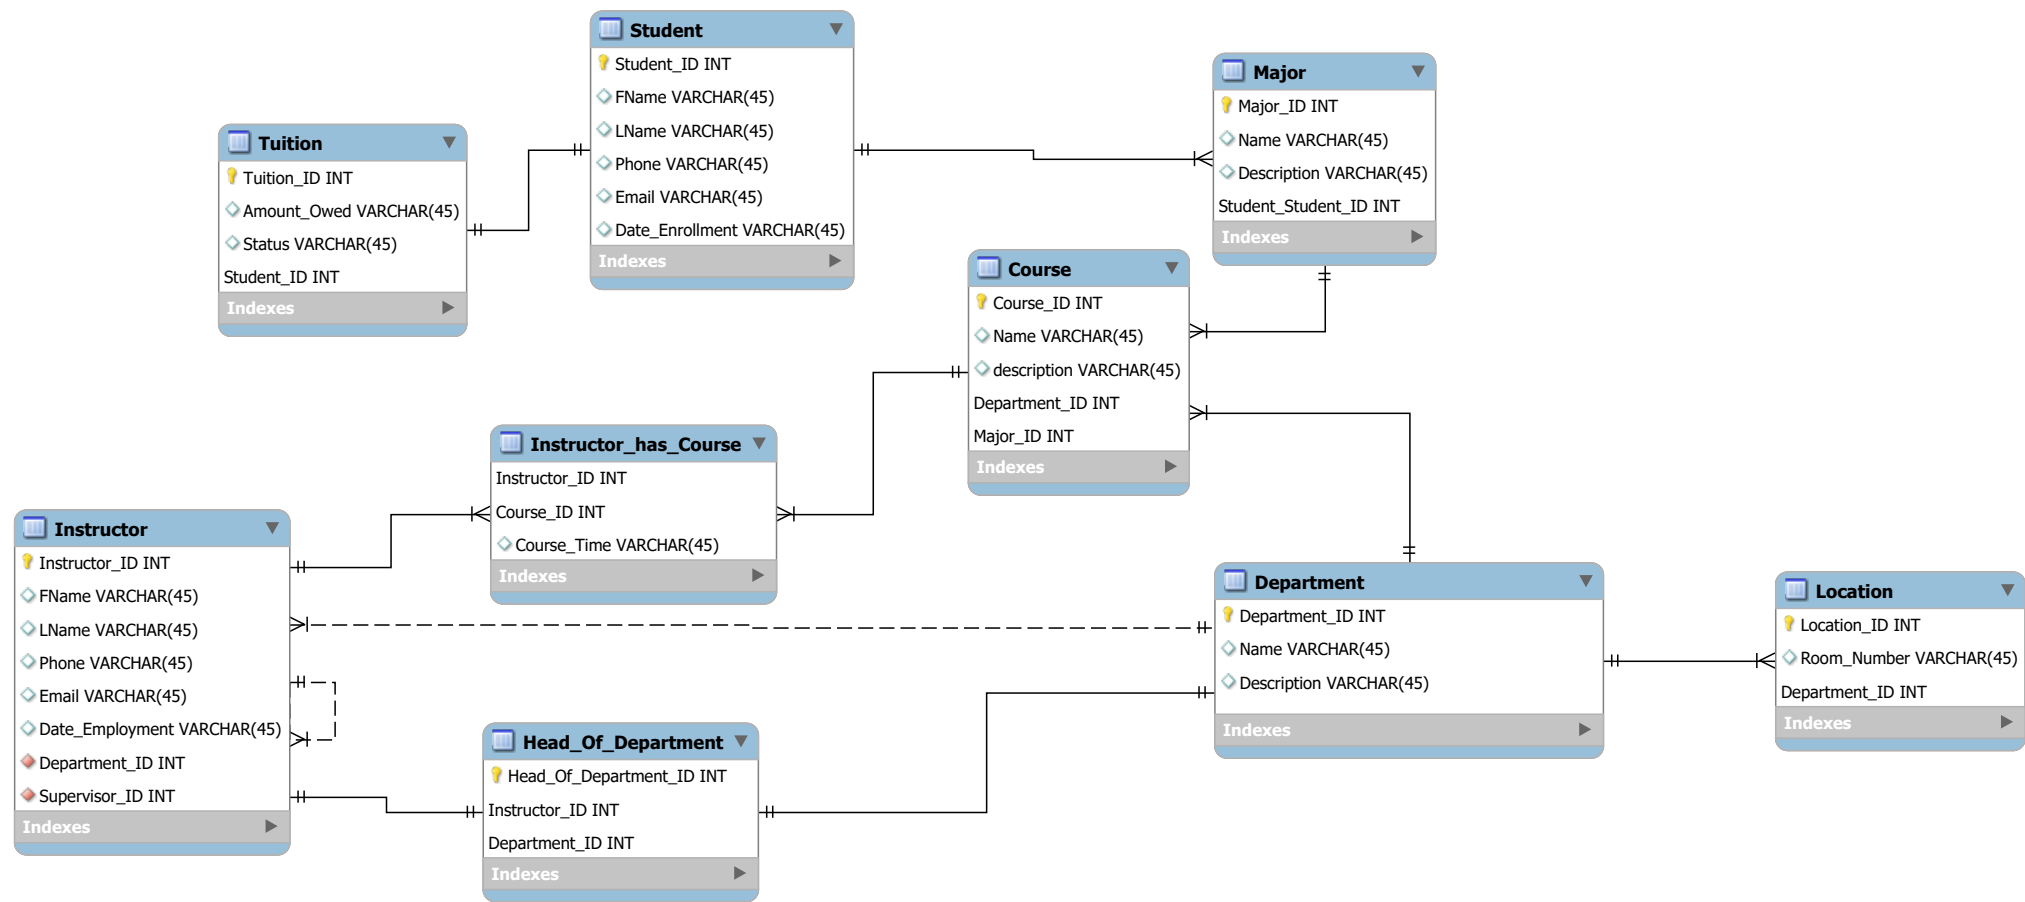 Student
Student_ID INT
FName VARCHAR(45)
LName VARCHAR(45)
Phone VARCHAR(45)
Email VARCHAR(45)
Date_Enrollment VARCHAR(45)
Indexes
Major
Major_ID INT
Name VARCHAR(45)
Description VARCHAR(45)
Student_Student_ID INT
Indexes
Tuition
Tuition_ID INT
Amount_Owed VARCHAR(45)
Status VARCHAR(45)
Student_ID INT
Indexes
Course
Course_ID INT
Name VARCHAR(45)
description VARCHAR(45)
Department_ID INT
Major_ID INT
Indexes
Instructor_has_Course
Instructor_ID INT
Course_ID INT
Course_Time VARCHAR(45)
Indexes
Instructor
Instructor_ID INT
FName VARCHAR(45)
LName VARCHAR(45)
Phone VARCHAR(45)
Email VARCHAR(45)
Date_Employment VARCHAR(45)
Department_ID INT
Supervisor_ID INT
Indexes
Department
Department_ID INT
Name VARCHAR(45)
Description VARCHAR(45)
Indexes
Location
Location_ID INT
Room_Number VARCHAR(45)
Department_ID INT
Indexes
Head_Of_Department
Head_Of_Department_ID INT
Instructor_ID INT
Department_ID INT
Indexes